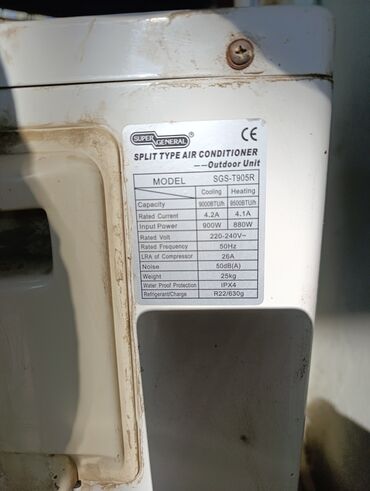 SUPER GENERAL CE
SPLIT TYPE AIR CONDITIONER
---Outdoor Unit
MODEL SGS-T905R
Cooling Heating
Capacity 9000BTU/h 9500BTU/h
Rated Current 4.2A 4.1A
Input Power 900W 880W
Rated Volt 220-240V~
Rated Frequency 50Hz
LRA of Compressor 26A
Noise 50dB(A)
Weight 25kg
Water Proof Protection IPX4
Refrigerant/Charge R22/630g